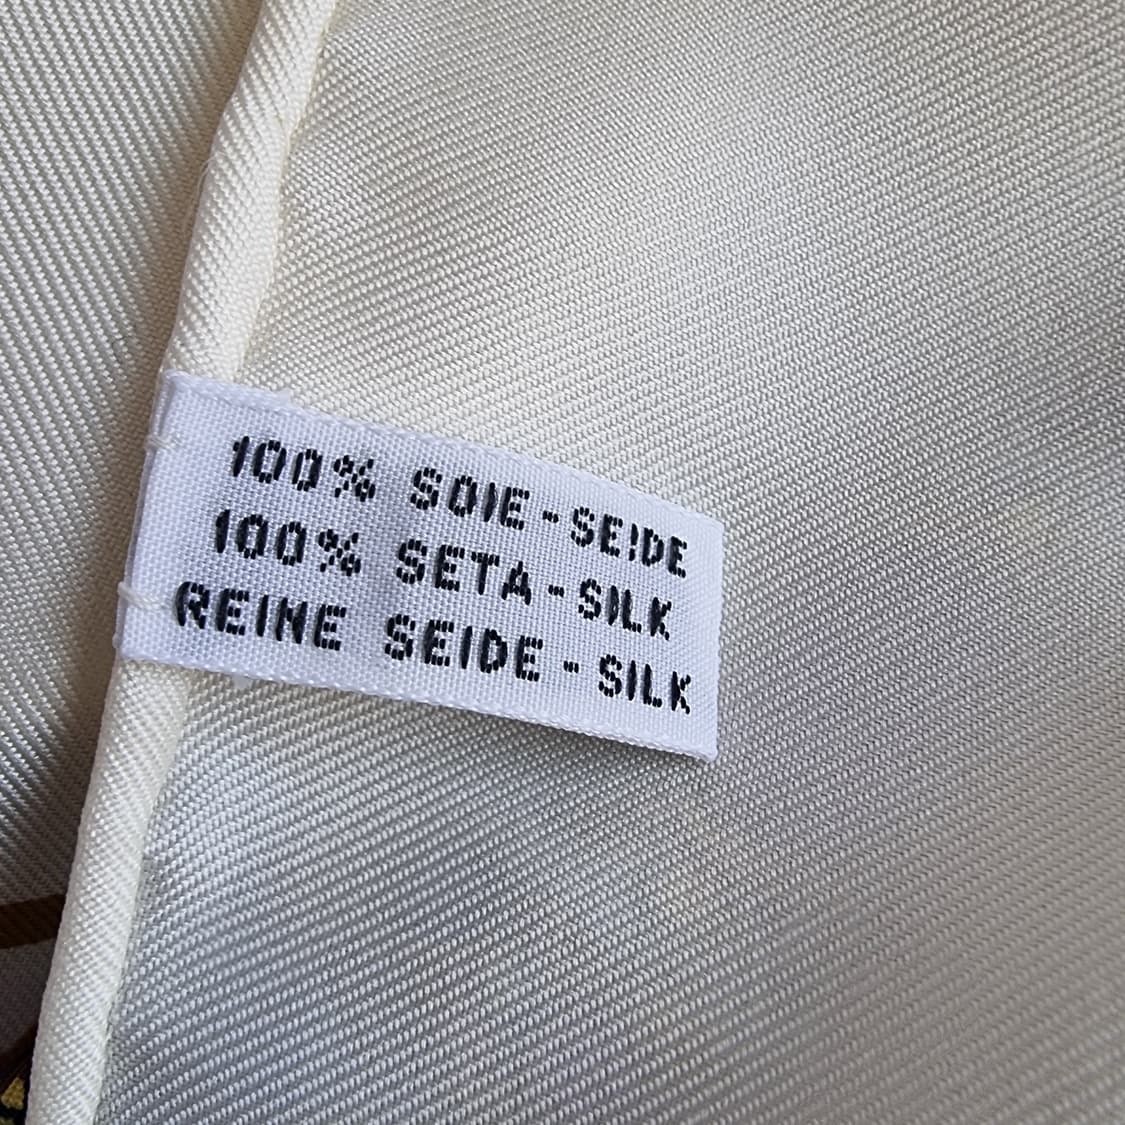 100% SOIE-SEIDE
100% SETA-SILK
REINE SEIDE-SILK